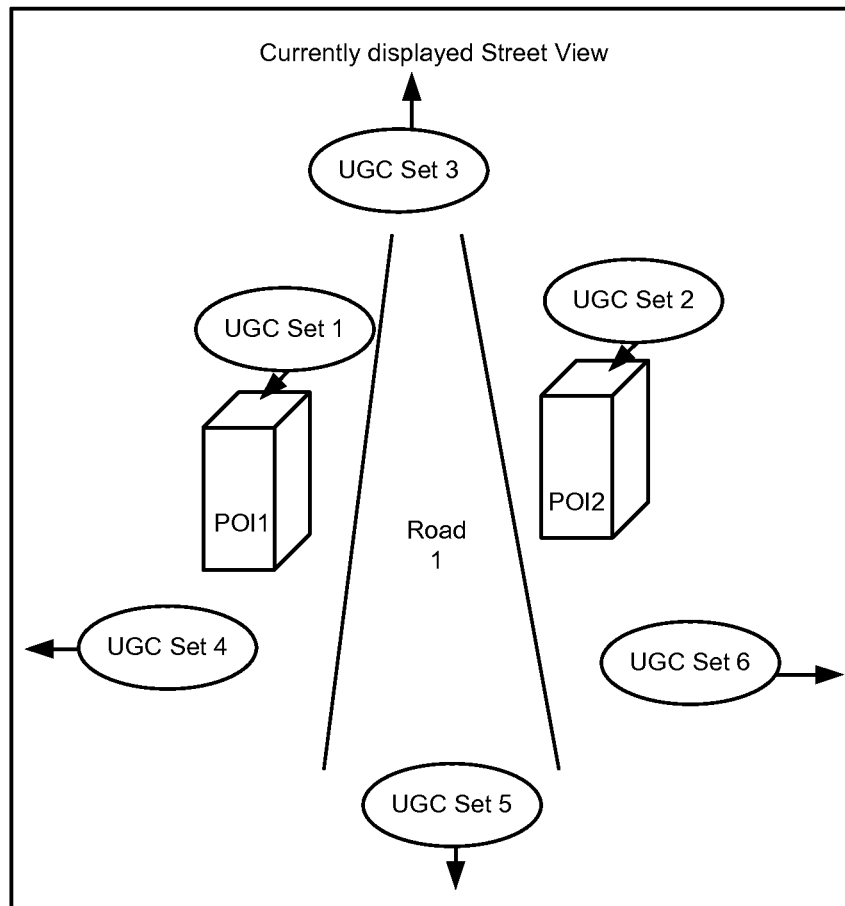 Currently displayed Street View
UGC Set 3
UGC Set 2
UGC Set 1
POI1
POI2
Road
1
UGC Set 4
UGC Set 6
UGC Set 5